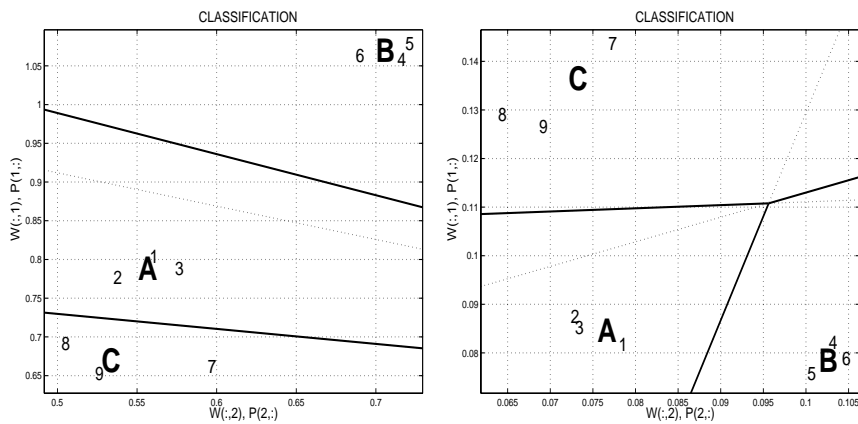 CLASSIFICATION
W(:,1), P(1,:)
1.05
1
0.95
0.9
0.85
0.8
0.75
0.7
0.65
6 B 4 5
A 1
2
3
8
C
9
7
0.5 0.55 0.6 0.65 0.7
W(:,2), P(2,:)
CLASSIFICATION
W(:,1), P(1,:)
0.14
0.13
0.12
0.11
0.1
0.09
0.08
7
C
8
9
2
3 A 1
4
B 6
5
0.065 0.07 0.075 0.08 0.085 0.09 0.095 0.1 0.105
W(:,2), P(2,:)